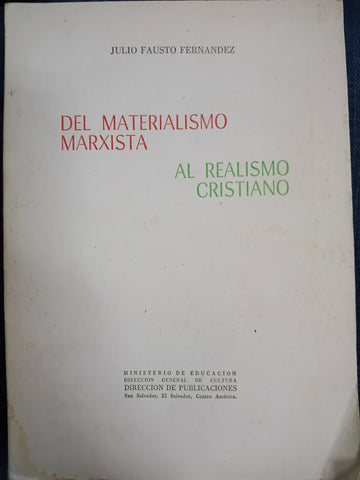 JULIO FAUSTO FERNANDEZ
DEL MATERIALISMO
MARXISTA
AL REALISMO
CRISTIANO
MINISTERIO DE EDUCACION
DIRECCION GENERAL DE CULTURA
DIRECCION DE PUBLICACIONES
San Salvador, El Salvador, Centro América.